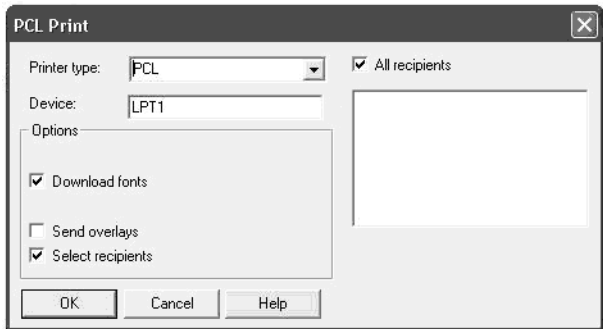 PCL Print
Printer type: PCL
All recipients
Device: LPT1
Options
Download fonts
Send overlays
Select recipients
OK Cancel Help